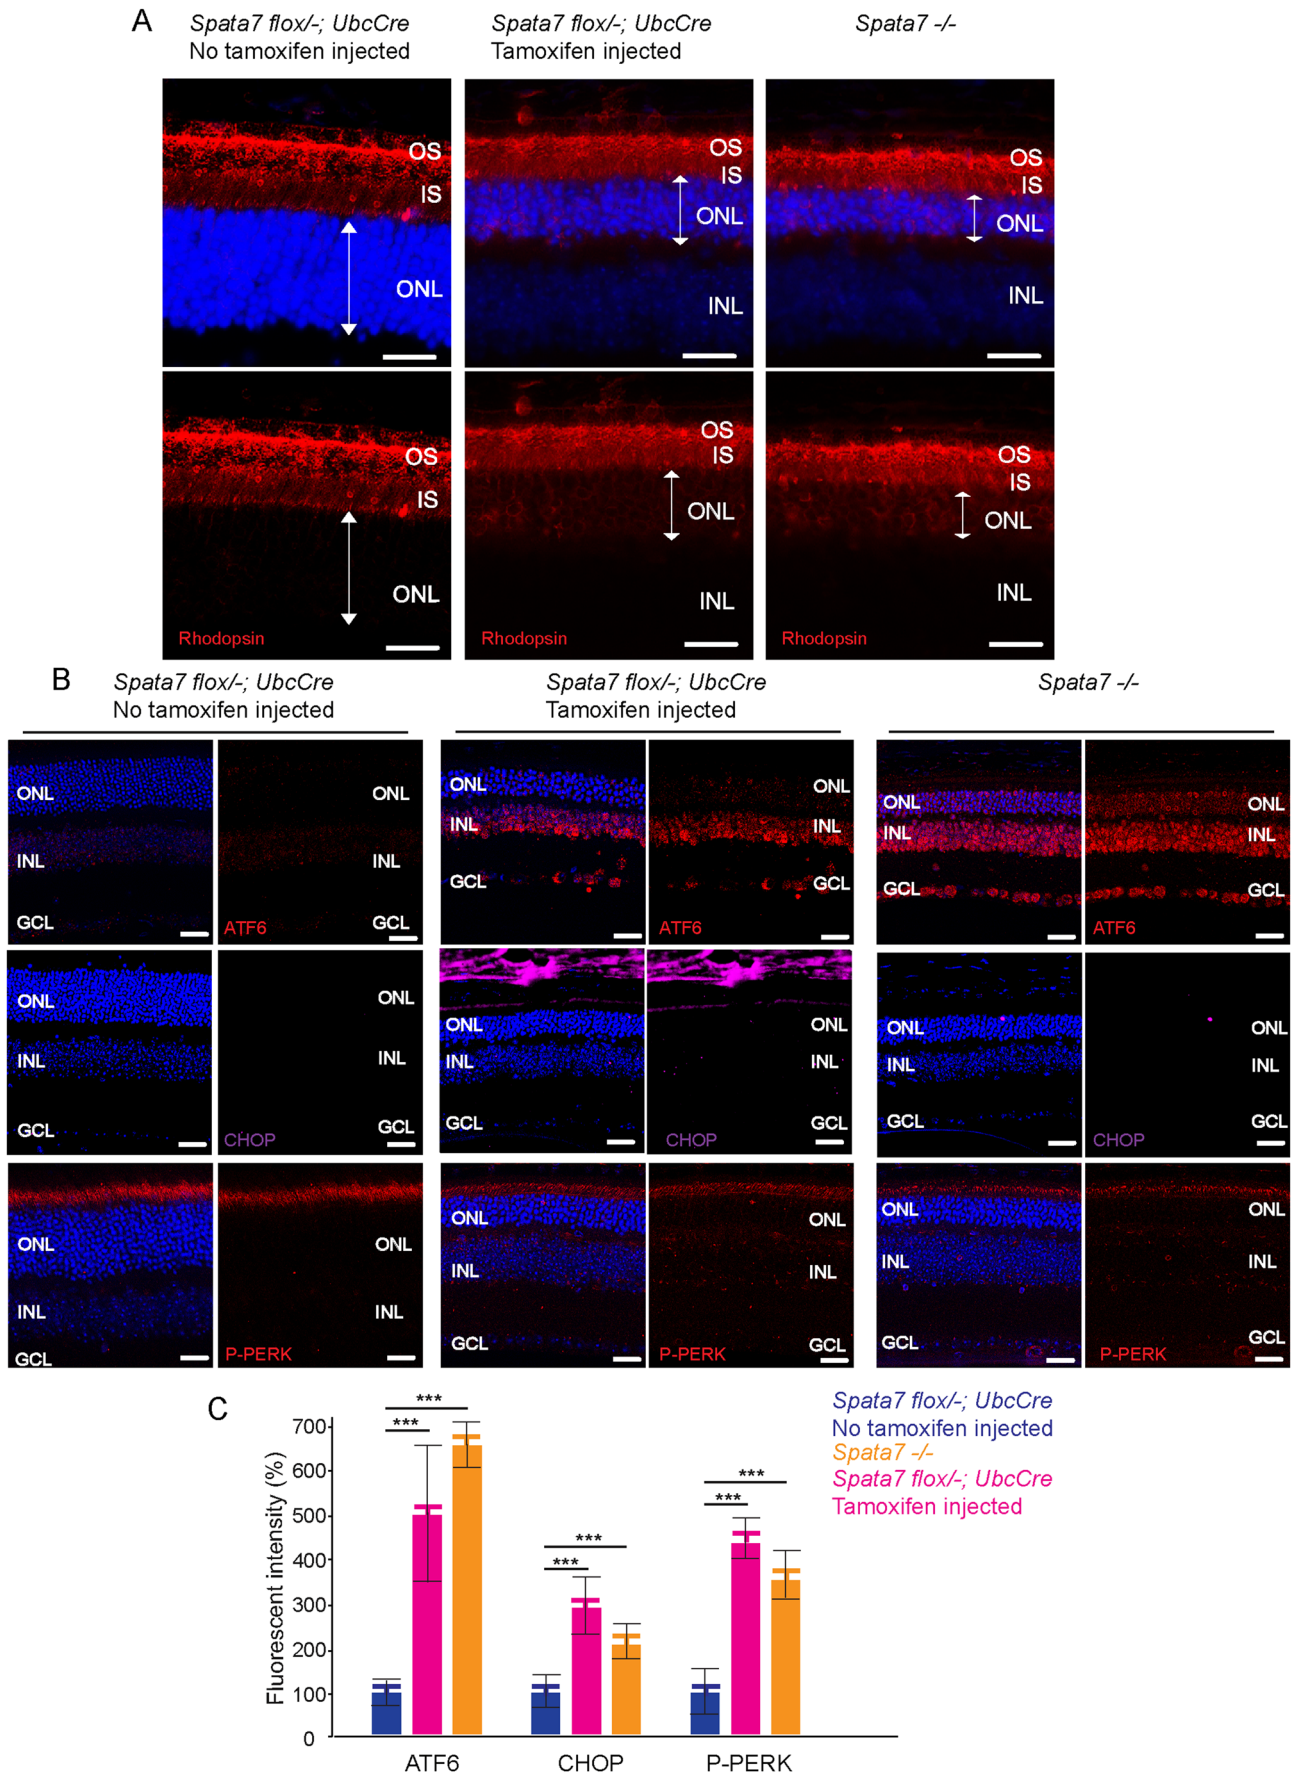 A
Spata7 flox/-; UbcCre
No tamoxifen injected
Spata7 flox/-; UbcCre
Tamoxifen injected
Spata7 -/-
OS
IS
ONL
OS
IS
ONL
INL
OS
IS
ONL
INL
OS
IS
ONL
Rhodopsin
OS
IS
ONL
INL
Rhodopsin
OS
IS
ONL
INL
Rhodopsin
B
Spata7 flox/-; UbcCre
No tamoxifen injected
Spata7 flox/-; UbcCre
Tamoxifen injected
Spata7 -/-
ONL
INL
GCL
ONL
INL
GCL
ATF6
ONL
INL
GCL
ONL
INL
GCL
ATF6
ONL
INL
GCL
ONL
INL
GCL
ATF6
ONL
INL
GCL
ONL
INL
GCL
CHOP
ONL
INL
GCL
ONL
INL
GCL
CHOP
ONL
INL
GCL
ONL
INL
GCL
CHOP
ONL
INL
GCL
ONL
INL
P-PERK
ONL
INL
GCL
ONL
INL
GCL
P-PERK
ONL
INL
GCL
ONL
INL
GCL
P-PERK
C
Fluorescent intensity (%)
700
600
500
400
300
200
100
0
***
***
***
***
***
***
ATF6
CHOP
P-PERK
Spata7 flox/-; UbcCre
No tamoxifen injected
Spata7 -/-
Spata7 flox/-; UbcCre
Tamoxifen injected